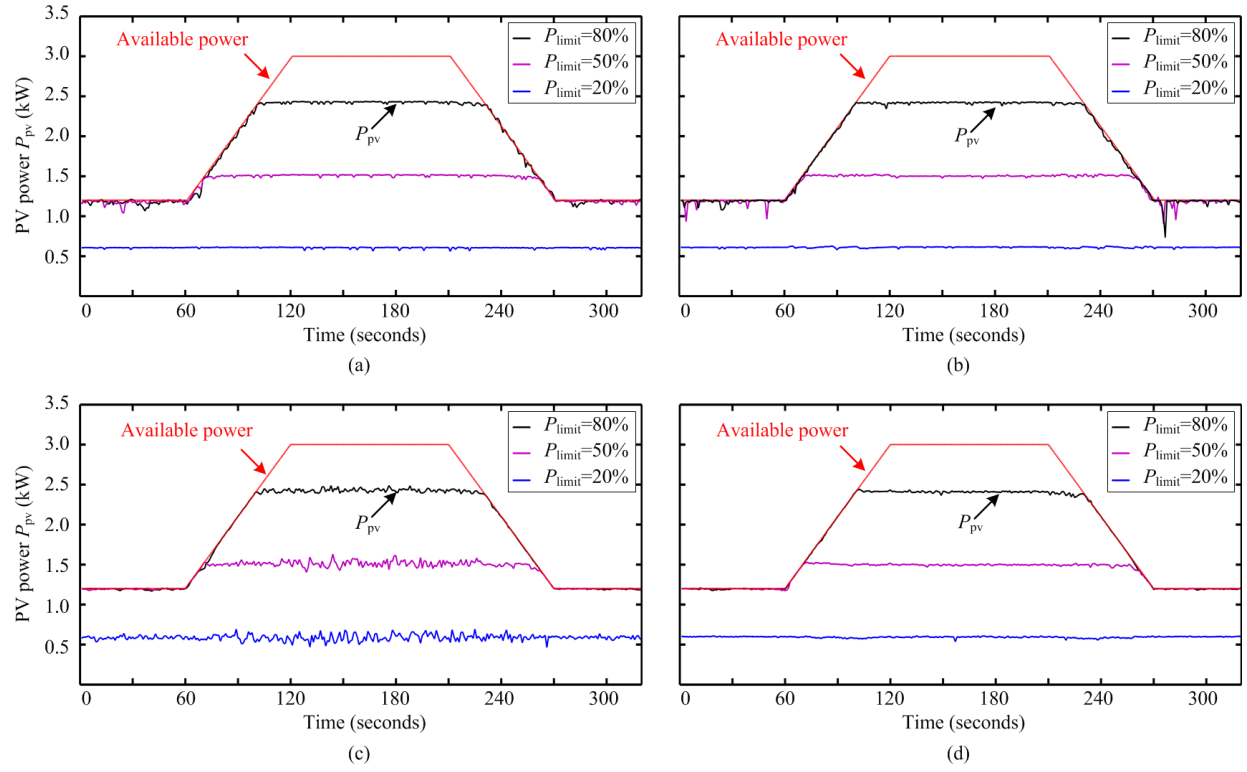 3.5
3.0
2.5
2.0
1.5
1.0
0.5
PV power Ppv (kW)
Available power
Plimit=80%
Plimit=50%
Plimit=20%
Ppv
0 60 120 180 240 300
Time (seconds)
(a)
Available power
Plimit=80%
Plimit=50%
Plimit=20%
Ppv
0 60 120 180 240 300
Time (seconds)
(b)
3.5
3.0
2.5
2.0
1.5
1.0
0.5
PV power Ppv (kW)
Available power
Plimit=80%
Plimit=50%
Plimit=20%
Ppv
0 60 120 180 240 300
Time (seconds)
(c)
Available power
Plimit=80%
Plimit=50%
Plimit=20%
Ppv
0 60 120 180 240 300
Time (seconds)
(d)